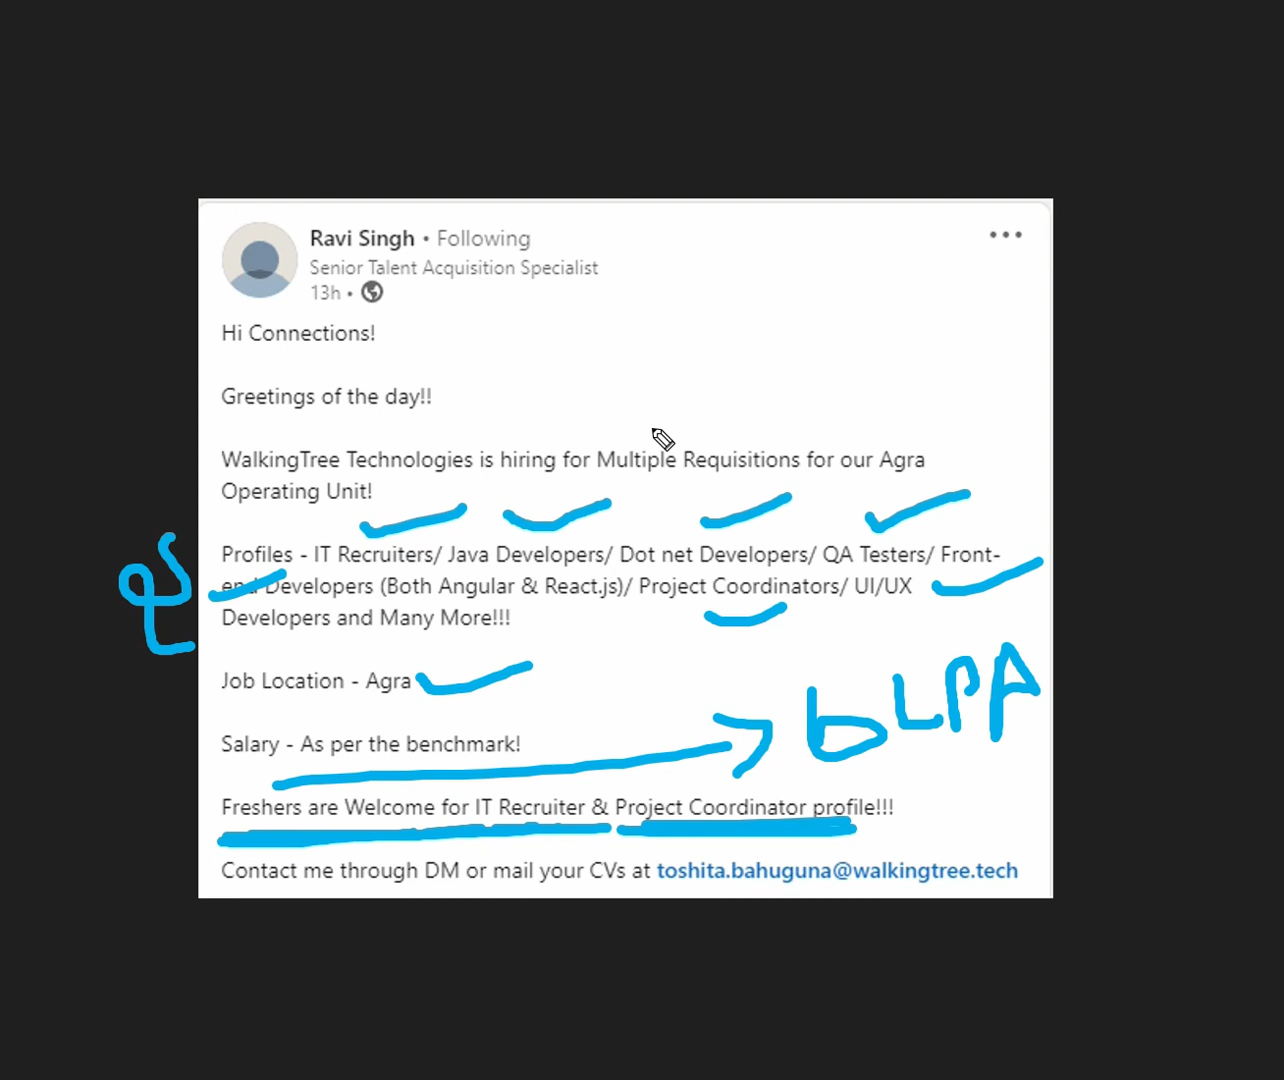 Ravi Singh • Following
Senior Talent Acquisition Specialist
13h •
Hi Connections!
Greetings of the day!!
WalkingTree Technologies is hiring for Multiple Requisitions for our Agra
Operating Unit!
Profiles - IT Recruiters/ Java Developers/ Dot net Developers/ QA Testers/ Front-
end Developers (Both Angular & React.js)/ Project Coordinators/ UI/UX
Developers and Many More!!!
Job Location - Agra
LPA
Salary - As per the benchmark!
Freshers are Welcome for IT Recruiter & Project Coordinator profile!!!
Contact me through DM or mail your CVs at toshita.bahuguna@walkingtree.tech